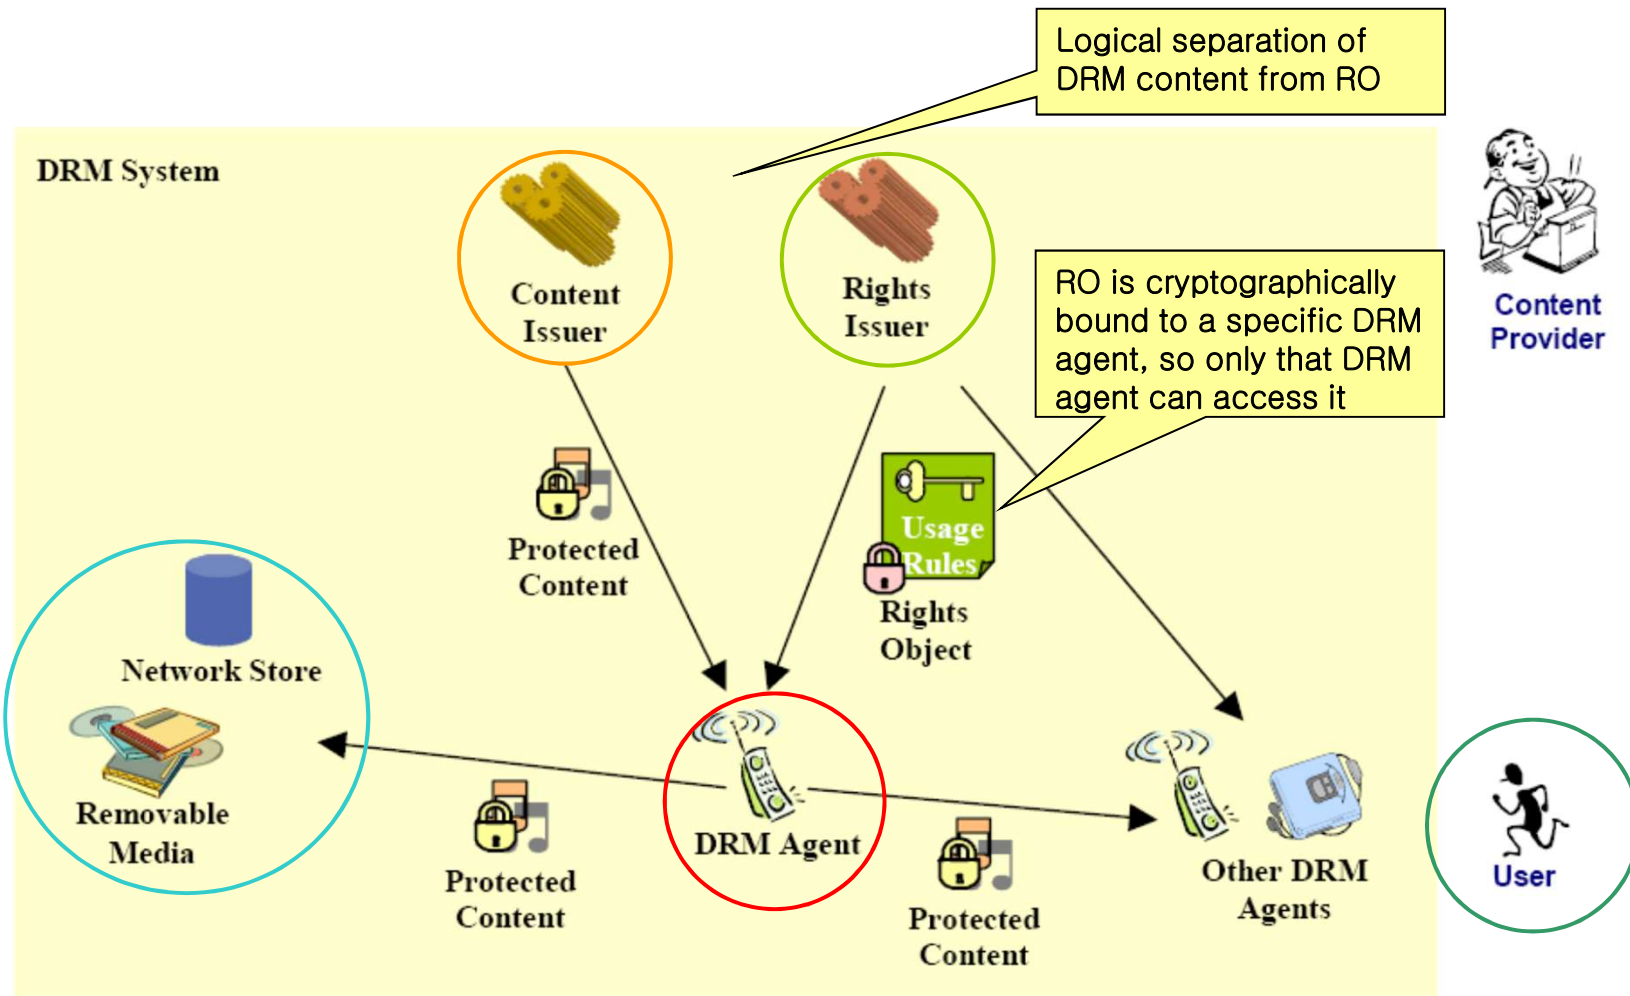 Logical separation of
DRM content from RO
DRM System
Content
Issuer
Rights
Issuer
RO is cryptographically
bound to a specific DRM
agent, so only that DRM
agent can access it
Content
Provider
Protected
Content
Usage
Rules
Rights
Object
Network Store
Removable
Media
Protected
Content
DRM Agent
Protected
Content
Other DRM
Agents
User